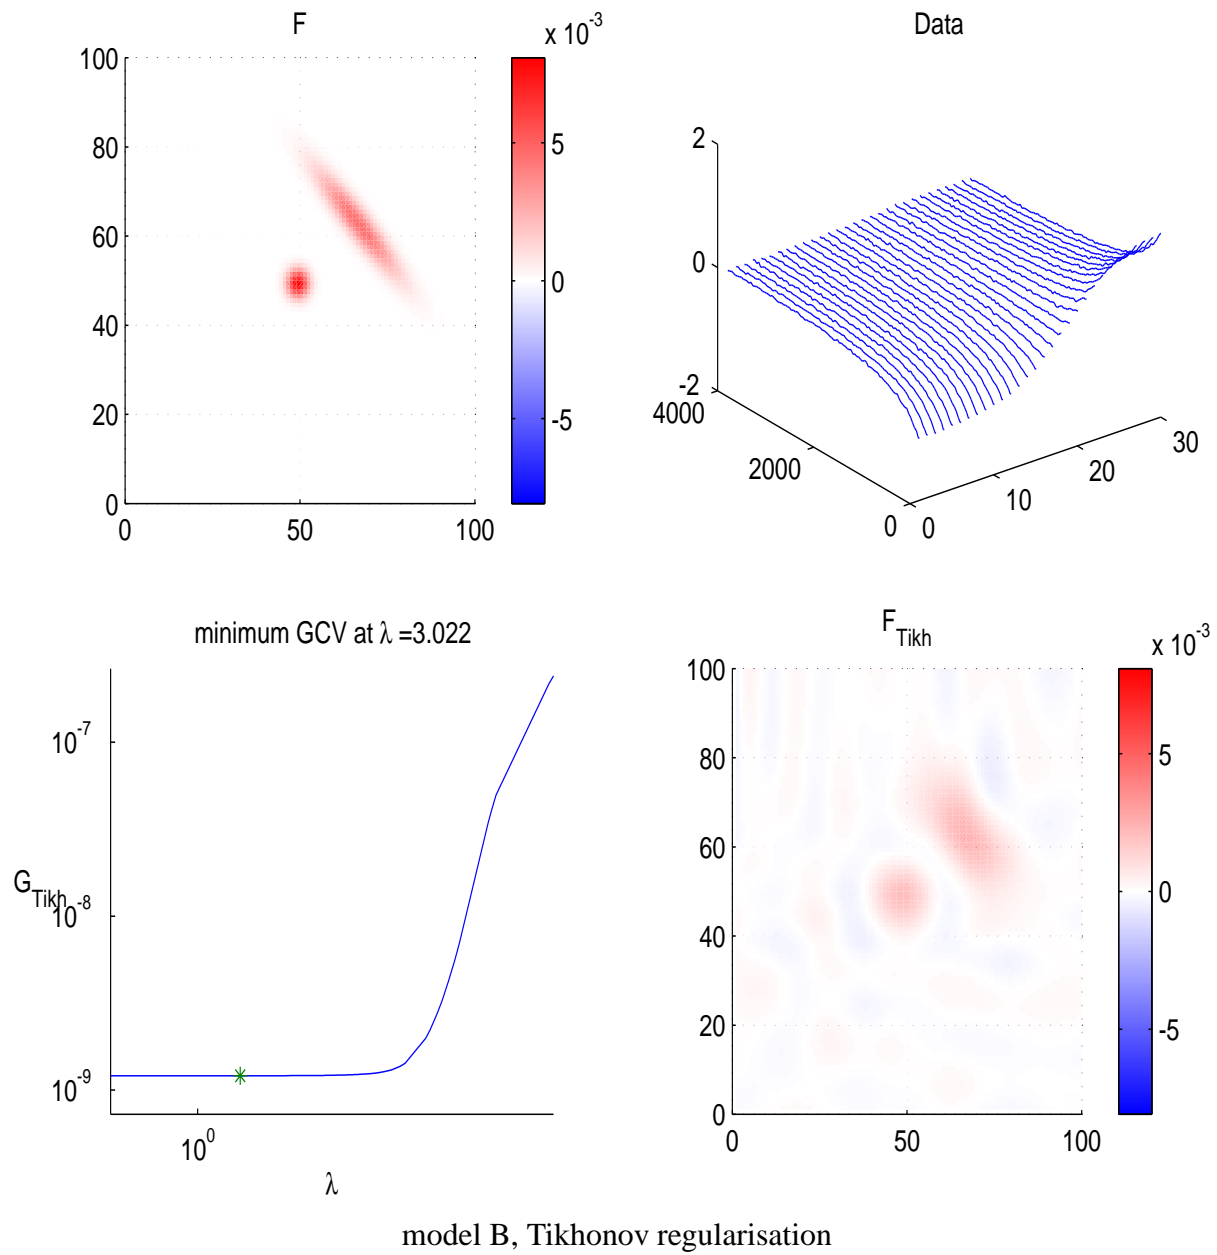 F
x 10^-3
100
80
60
40
20
0
0 50 100
5
0
-5
Data
2
0
-2
4000
2000
0
0
10
20
30
minimum GCV at λ =3.022
10^-7
10^-8
10^-9
G_Tikh
10^0
λ
F_Tikh
x 10^-3
100
80
60
40
20
0
0 50 100
5
0
-5
model B, Tikhonov regularisation